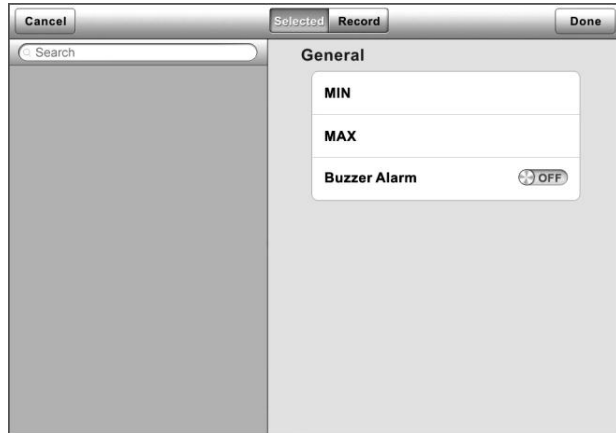 Cancel
Selected Record
Done
Search
General
MIN
MAX
Buzzer Alarm OFF